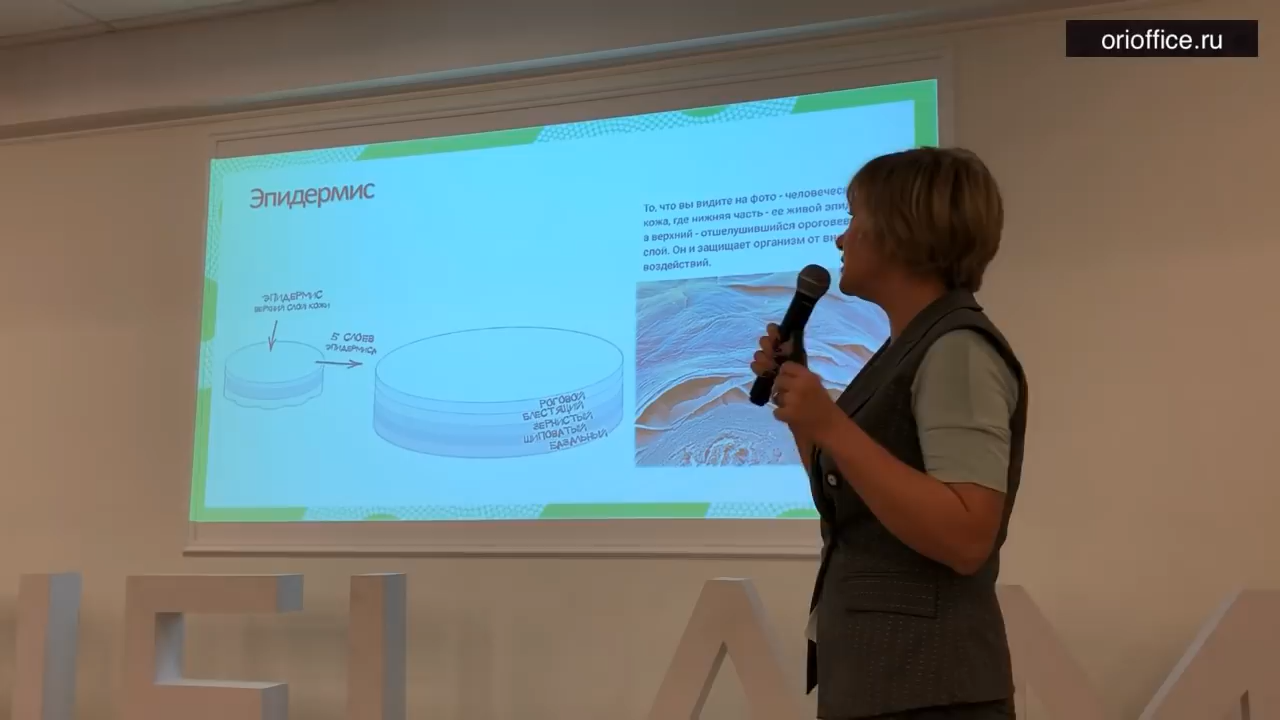 orioffice.ru
Эпидермис
То, что вы видите на фото - человеческ
кожа, где нижняя часть - ее живой эпид
а верхний - отшелушившийся ороговев
слой. Он и защищает организм от вн
воздействий.
ЭПИДЕРМИС
ВЕРХНИЙ СЛОЙ КОЖИ
5 СЛОЕВ
ЭПИДЕРМИСА
РОГОВОЙ
БЛЕСТЯЩИЙ
ЗЕРНИСТЫЙ
ШИПОВАТЫЙ
БАЗАЛЬНЫЙ